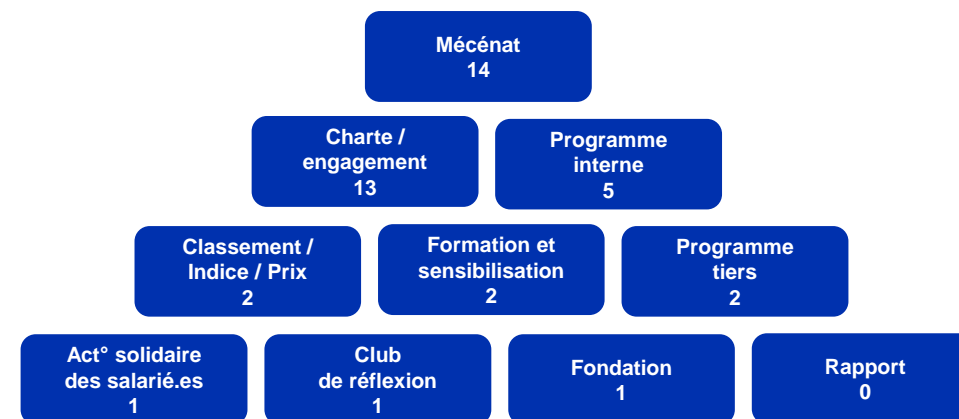 Mécénat
14
Charte /
engagement
13
Programme
interne
5
Classement /
Indice / Prix
2
Formation et
sensibilisation
2
Programme
tiers
2
Act° solidaire
des salarié.es
1
Club
de réflexion
1
Fondation
1
Rapport
0